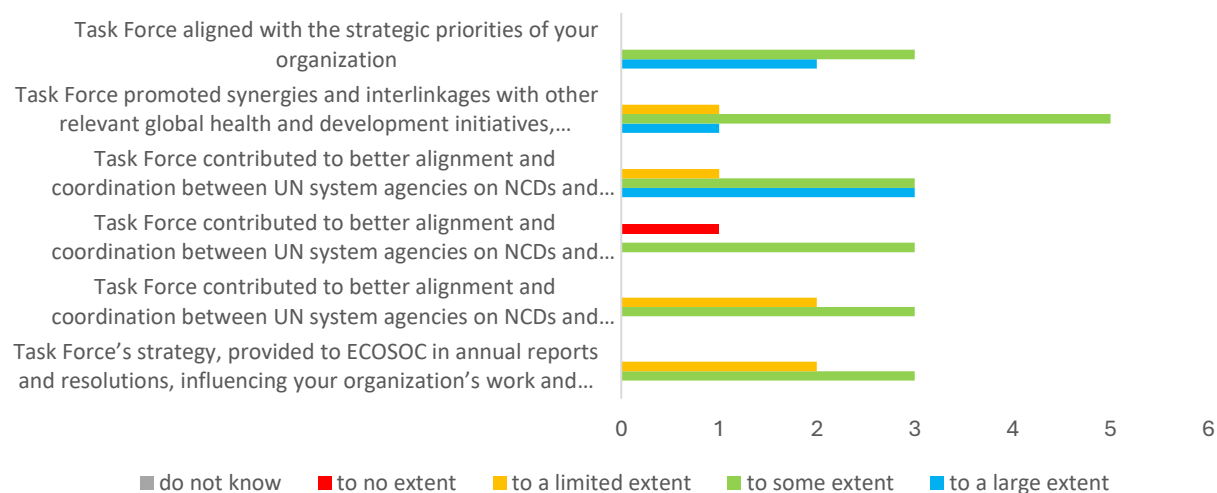 Task Force aligned with the strategic priorities of your
organization
Task Force promoted synergies and interlinkages with other
relevant global health and development initiatives,...
Task Force contributed to better alignment and
coordination between UN system agencies on NCDs and...
Task Force contributed to better alignment and
coordination between UN system agencies on NCDs and...
Task Force contributed to better alignment and
coordination between UN system agencies on NCDs and...
Task Force’s strategy, provided to ECOSOC in annual reports
and resolutions, influencing your organization’s work and...
0 1 2 3 4 5 6
do not know to no extent to a limited extent to some extent to a large extent